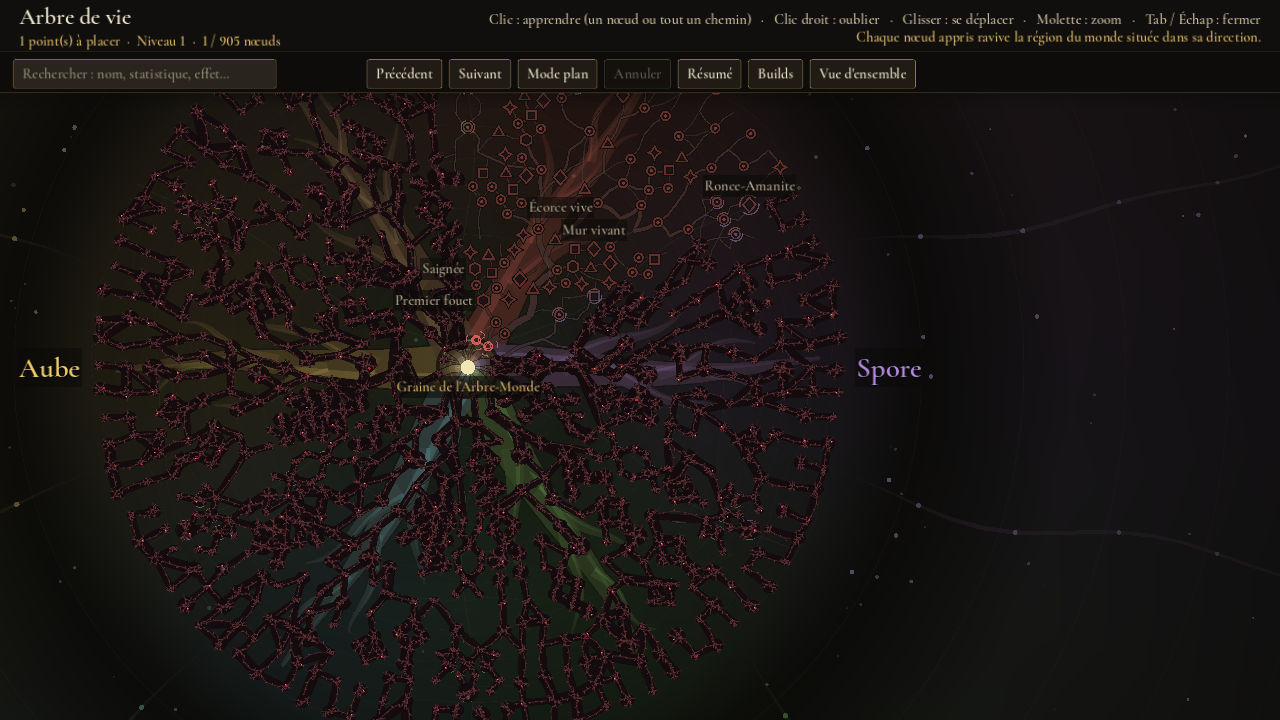 Arbre de vie
1 point(s) à placer · Niveau 1 · 1 / 905 nœuds
Clic : apprendre (un nœud ou tout un chemin) · Clic droit : oublier · Glisser : se déplacer · Molette : zoom · Tab / Échap : fermer
Chaque nœud appris ravive la région du monde située dans sa direction.
Rechercher : nom, statistique, effet...
Précédent
Suivant
Mode plan
Annuler
Résumé
Builds
Vue d'ensemble
Ronce-Amanite
Écorce vive
Mur vivant
Saignée
Premier fouet
Aube
Spore
Graine de l'Arbre-Monde